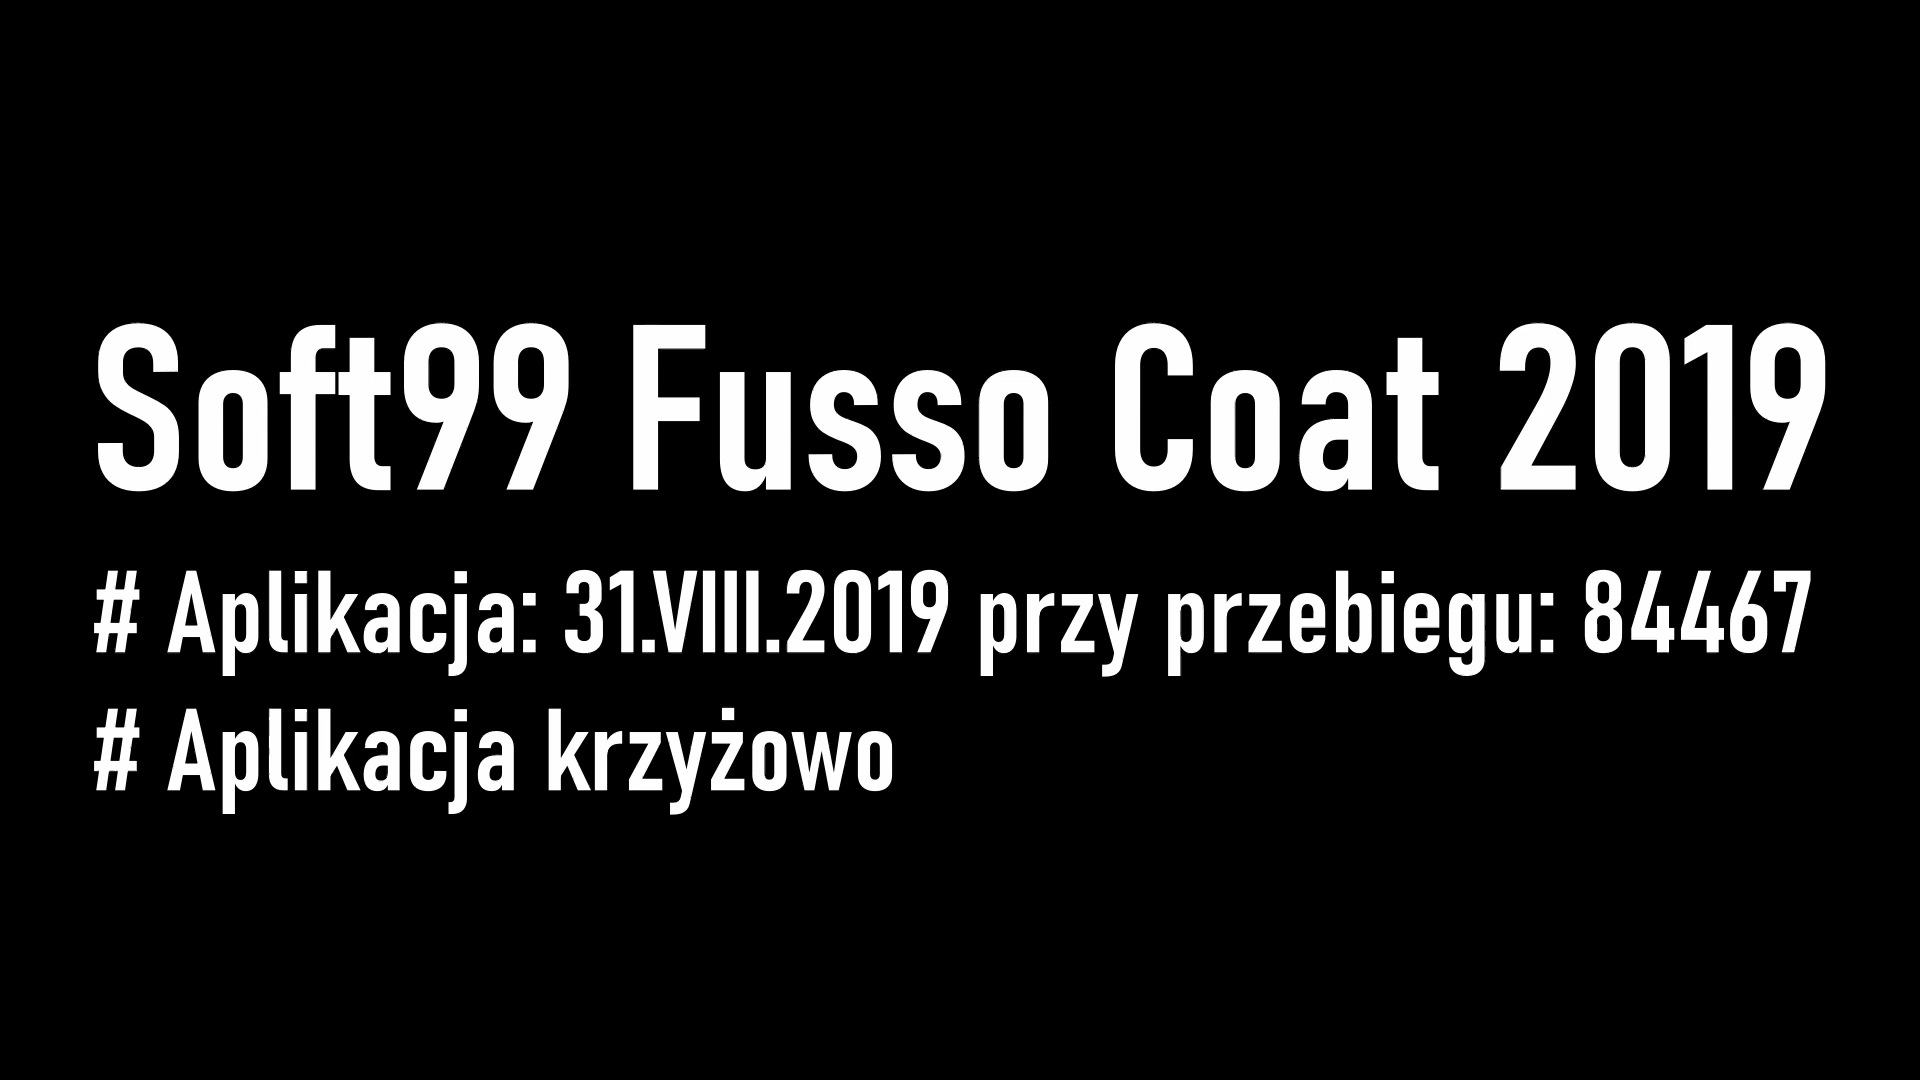 Soft99 Fusso Coat 2019
# Aplikacja: 31.VIII.2019 przy przebiegu: 84467
# Aplikacja krzyżowo